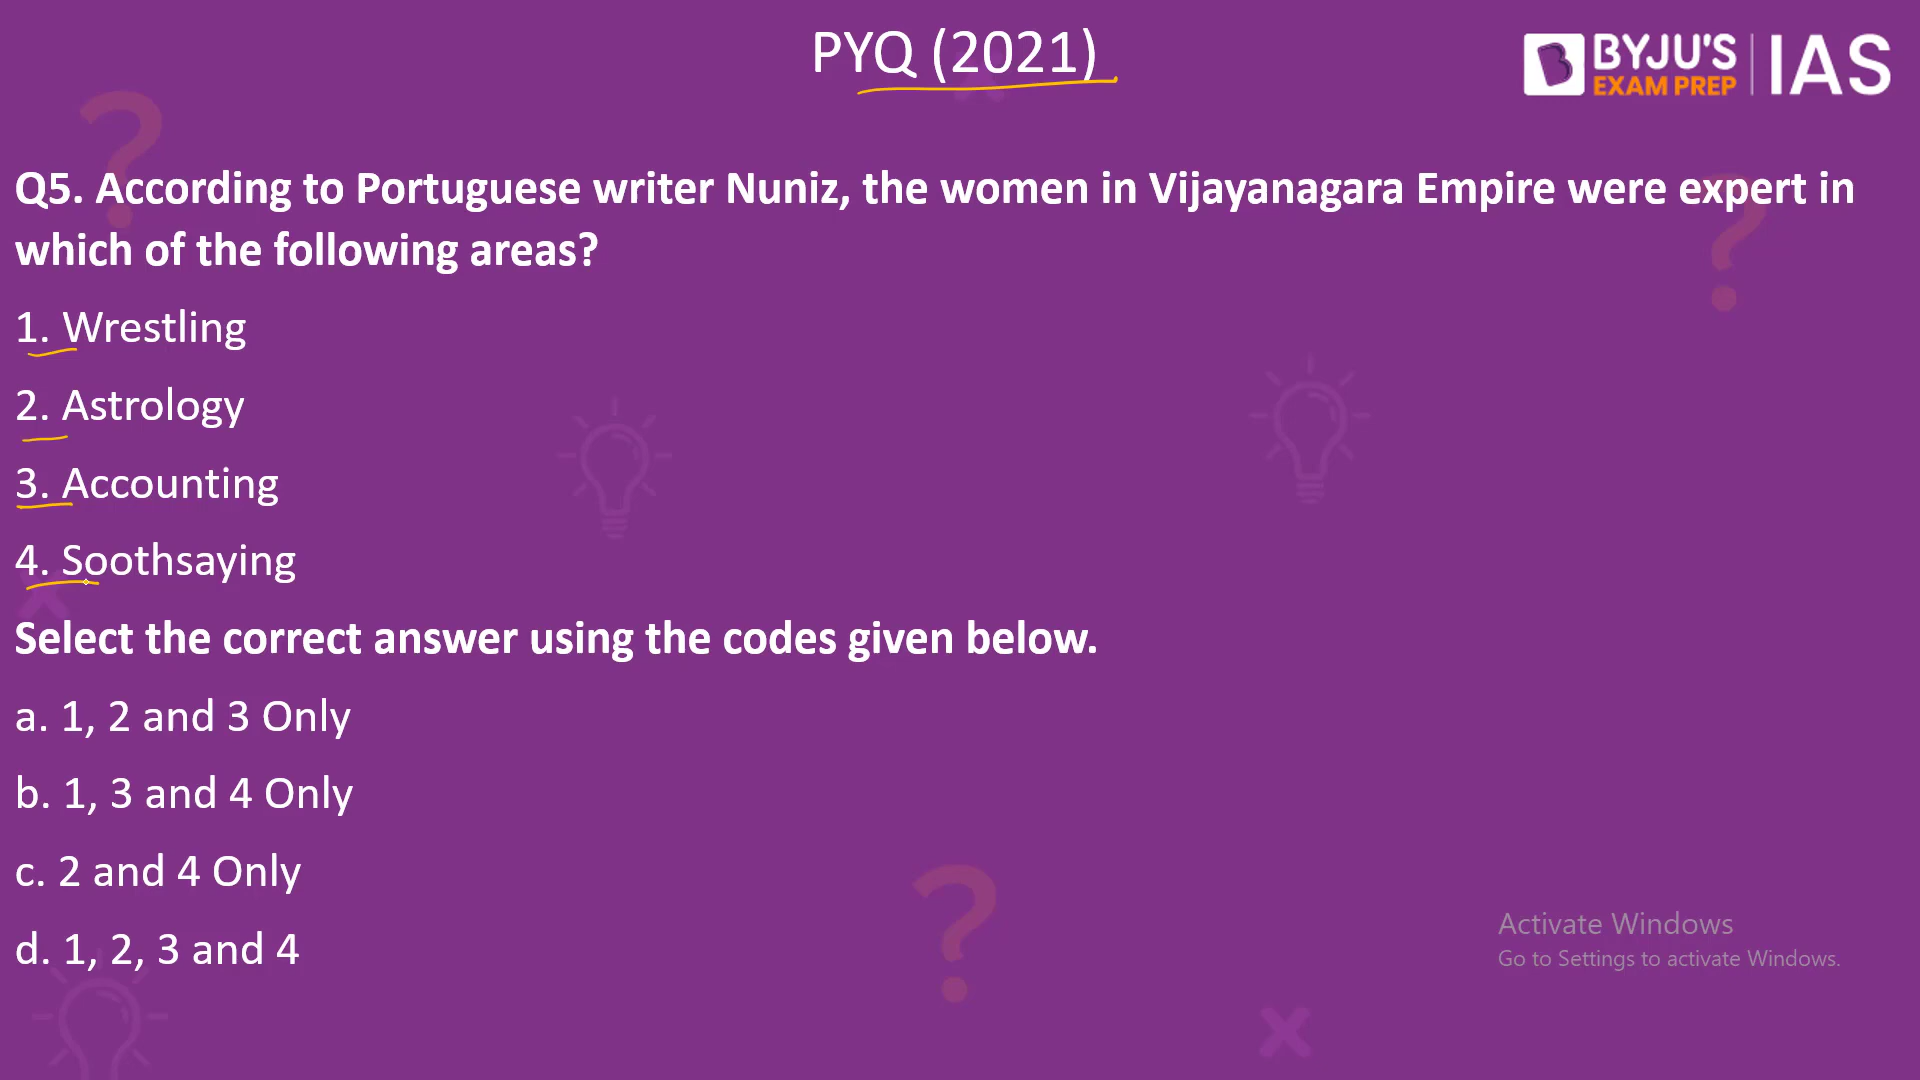 PYQ (2021)
BYJU'S
EXAM PREP
IAS
Q5. According to Portuguese writer Nuniz, the women in Vijayanagara Empire were expert in
which of the following areas?
1. Wrestling
2. Astrology
3. Accounting
4. Soothsaying
Select the correct answer using the codes given below.
a. 1, 2 and 3 Only
b. 1, 3 and 4 Only
c. 2 and 4 Only
d. 1, 2, 3 and 4
Activate Windows
Go to Settings to activate Windows.